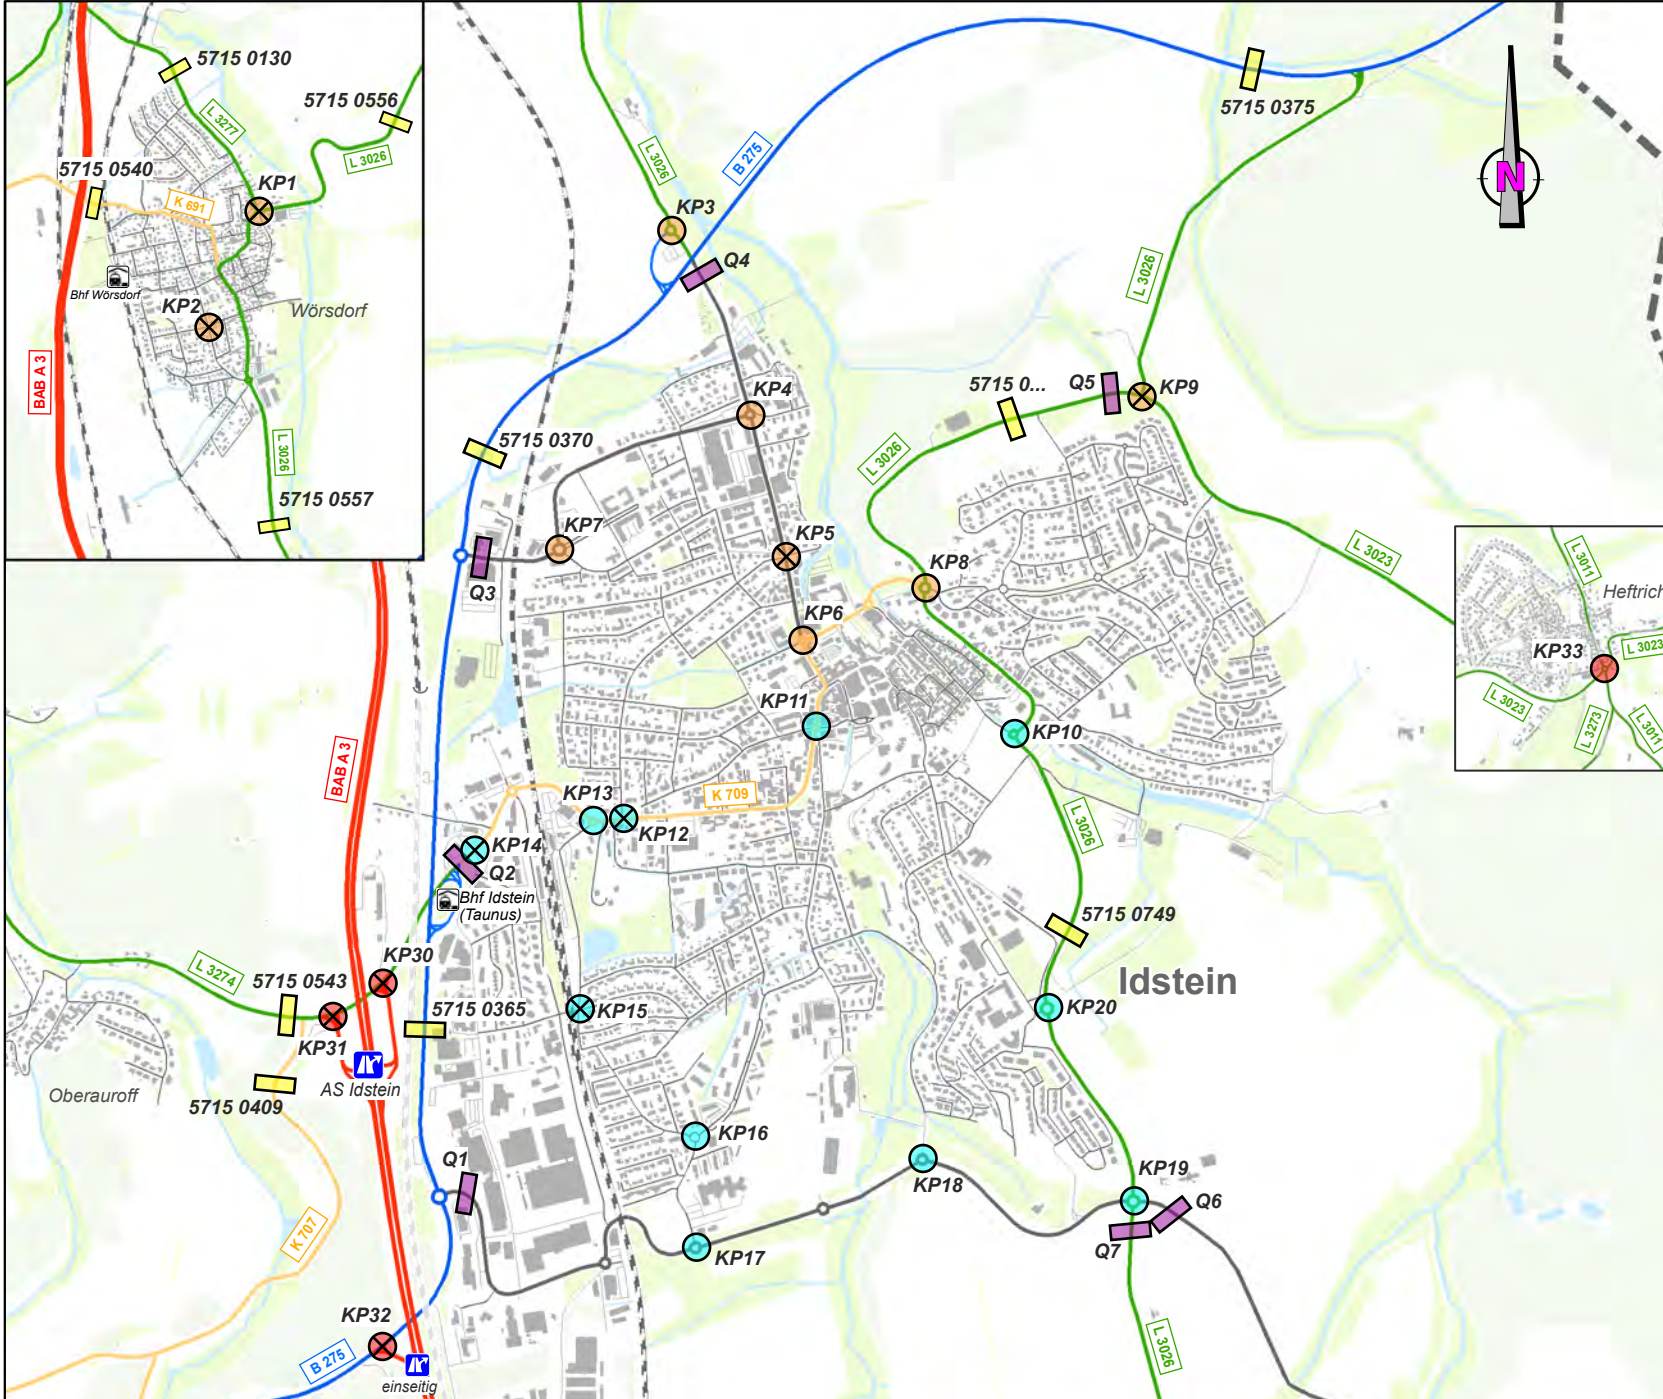 5715 0130
5715 0556
L 3277
L 3026
5715 0540
KP1
K 691
Bhf Wörsdorf
KP2
Wörsdorf
BAB A 3
L 3026
5715 0557
5715 0375
B 275
L 3026
N
KP3
Q4
L 3026
KP4
5715 0...
Q5
KP9
5715 0370
L 3026
KP7
KP5
KP8
L 3023
Q3
L 3011
Heftrich
KP6
KP33
L 3023
L 3023
L 3273
L 3011
KP11
KP10
BAB A 3
K 709
KP13
KP12
L 3026
KP14
Q2
Bhf Idstein
(Taunus)
5715 0749
KP30
L 3274
5715 0543
Idstein
5715 0365
KP15
KP20
KP31
AS Idstein
Oberauroff
5715 0409
KP16
Q1
KP18
KP19
Q6
K 707
Q7
KP17
KP32
B 275
L 3026
einseitig